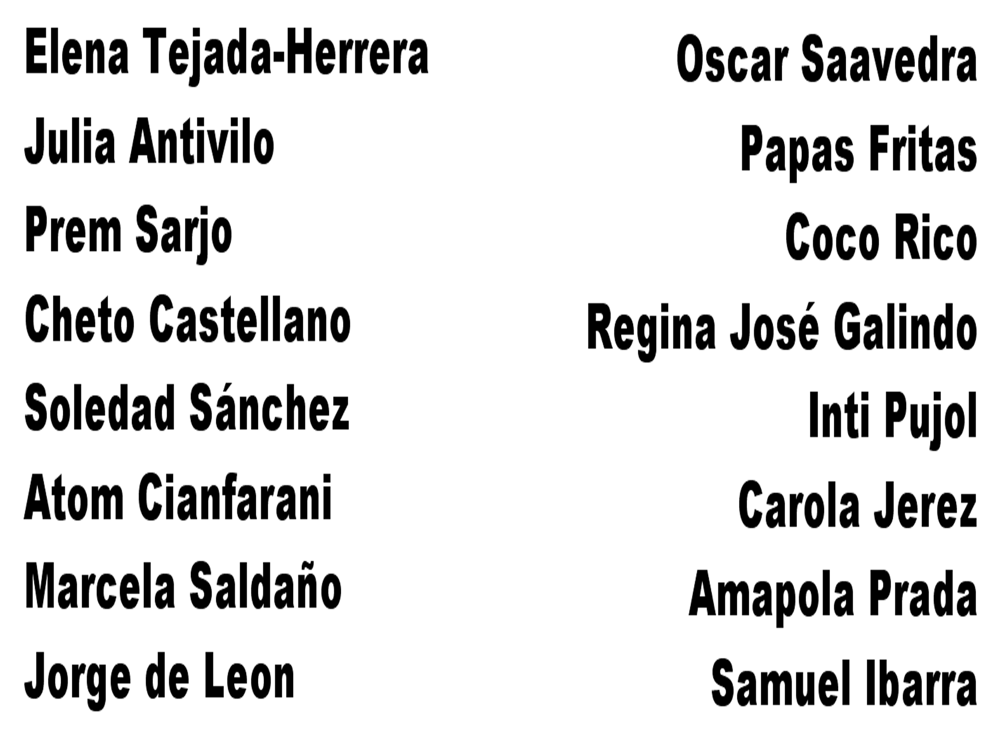 Elena Tejada-Herrera
Julia Antivilo
Prem Sarjo
Cheto Castellano
Soledad Sánchez
Atom Cianfarani
Marcela Saldaño
Jorge de Leon
Oscar Saavedra
Papas Fritas
Coco Rico
Regina José Galindo
Inti Pujol
Carola Jerez
Amapola Prada
Samuel Ibarra